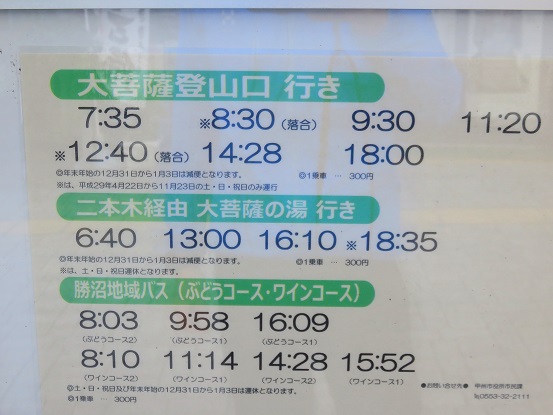 大菩薩登山口 行き
7:35 ※8:30(落合) 9:30 11:20
※12:40(落合) 14:28 18:00
◎年末年始の12月31日から1月3日は減便となります。 ◎1乗車 … 300円
※は、平成29年4月22日から11月23日の土・日・祝日のみ運行
二本木経由 大菩薩の湯 行き
6:40 13:00 16:10 ※18:35
◎年末年始の12月31日から1月3日は減便となります。 ◎1乗車 … 300円
※は、土・日・祝日運休となります。
勝沼地域バス(ぶどうコース・ワインコース)
8:03 9:58 16:09
(ぶどうコース2) (ぶどうコース1) (ぶどうコース1)
8:10 11:14 14:28 15:52
(ワインコース2) (ワインコース1) (ワインコース2) (ワインコース1)
◎土・日・祝日及び年末年始の12月31日から1月3日は運休となります。
◎1乗車 … 300円
●お問い合せ先● 甲州市役所市民課
℡0553-32-2111